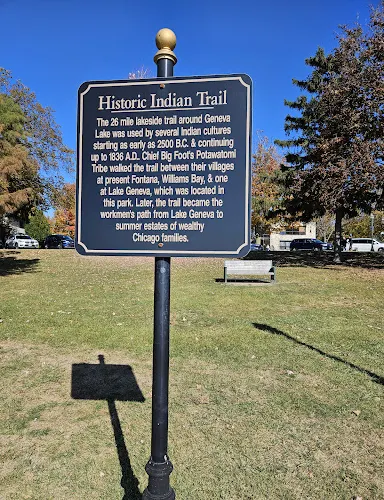 Historic Indian Trail
The 26 mile lakeside trail around Geneva
Lake was used by several Indian cultures
starting as early as 2500 B.C. & continuing
up to 1836 A.D. Chief Big Foot's Potawatomi
Tribe walked the trail between their villages
at present Fontana, Williams Bay, & one
at Lake Geneva, which was located in
this park. Later, the trail became the
workmen's path from Lake Geneva to
summer estates of wealthy
Chicago families.